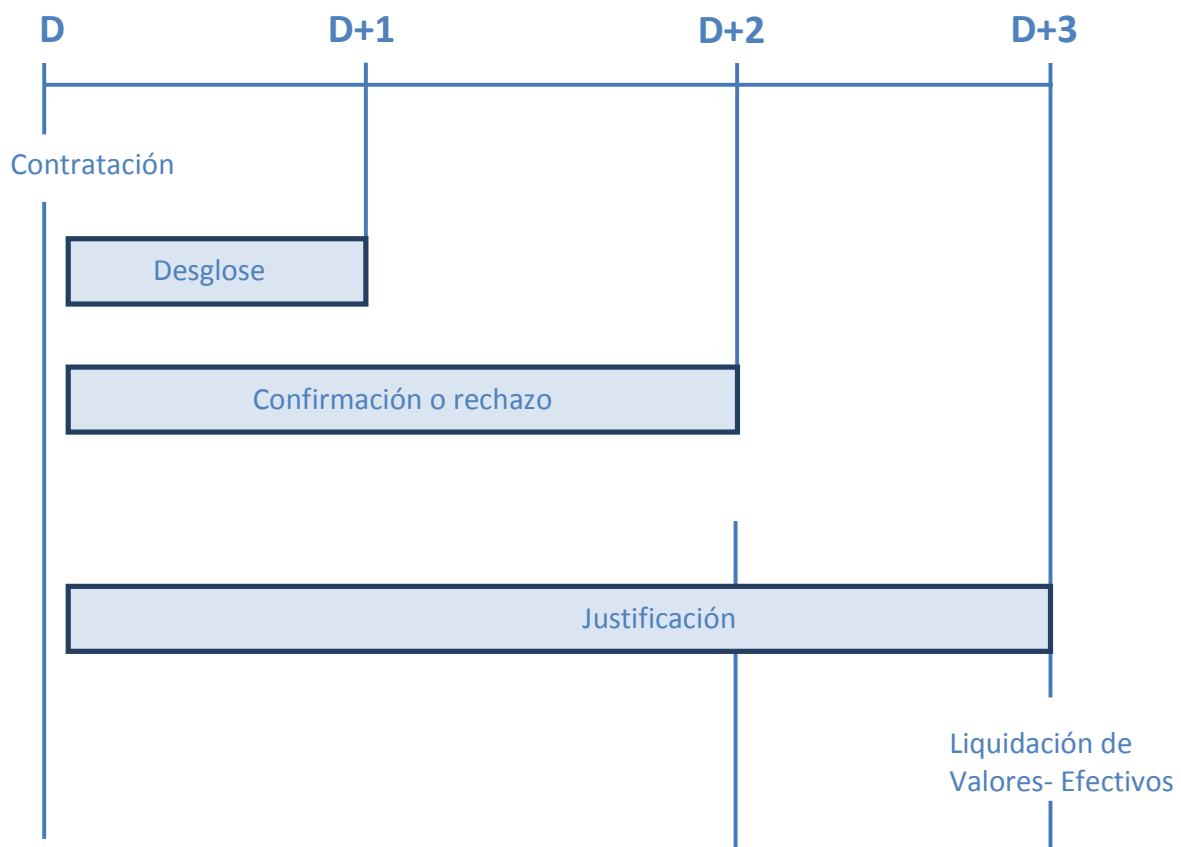 D
D+1
D+2
D+3
Contratación
Desglose
Confirmación o rechazo
Justificación
Liquidación de
Valores- Efectivos